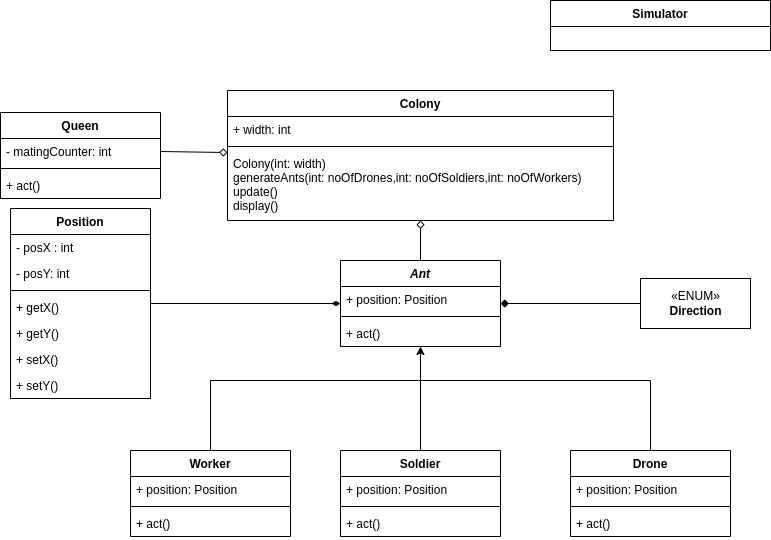 Simulator
Colony
+ width: int
Colony(int: width)
generateAnts(int: noOfDrones,int: noOfSoldiers,int: noOfWorkers)
update()
display()
Queen
- matingCounter: int
+ act()
Position
- posX : int
- posY: int
+ getX()
+ getY()
+ setX()
+ setY()
Ant
+ position: Position
+ act()
«ENUM»
Direction
Worker
+ position: Position
+ act()
Soldier
+ position: Position
+ act()
Drone
+ position: Position
+ act()